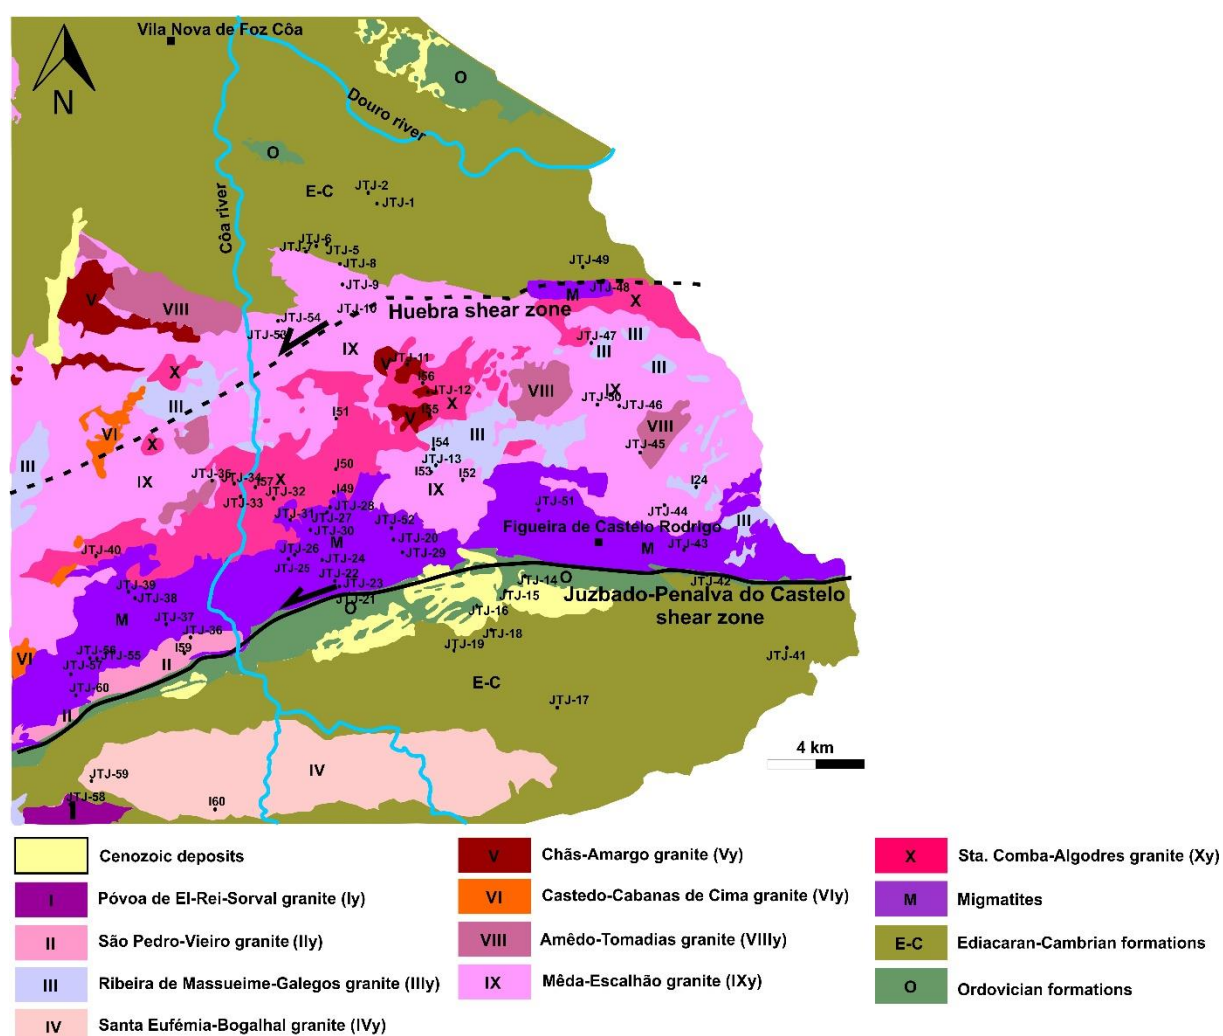 Vila Nova de Foz Côa
N
O
Douro river
O
Côa river
E-C
JTJ-2
JTJ-1
JTJ-6
JTJ-7
JTJ-5
JTJ-8
JTJ-49
JTJ-9
JTJ-48
M
X
V
VIII
JTJ-10
Huebra shear zone
JTJ-54
JTJ-53
III
JTJ-47
III
IX
X
V
JTJ-11
I56
JTJ-12
X
VIII
III
IX
JTJ-50
JTJ-46
III
VI
X
I51
V
I55
VIII
JTJ-45
III
I54
JTJ-13
III
I53
I52
IX
IX
JTJ-35
JTJ-34
I57
X
I50
JTJ-32
JTJ-33
I49
I24
JTJ-44
JTJ-51
III
JTJ-28
JTJ-31
JTJ-27
JTJ-30
JTJ-52
JTJ-20
JTJ-29
Figueira de Castelo Rodrigo
M
JTJ-43
M
JTJ-40
JTJ-26
JTJ-25
JTJ-24
JTJ-22
JTJ-23
JTJ-21
O
JTJ-14
O
JTJ-42
JTJ-15
Juzbado-Penalva do Castelo
shear zone
JTJ-39
JTJ-38
M
JTJ-37
JTJ-36
JTJ-16
JTJ-18
JTJ-19
JTJ-41
I59
JTJ-56
JTJ-55
JTJ-57
II
VI
JTJ-60
II
E-C
JTJ-17
4 km
IV
JTJ-59
JTJ-58
I
I60
Cenozoic deposits
V Chãs-Amargo granite (Vγ)
X Sta. Comba-Algodres granite (Xγ)
I Póvoa de El-Rei-Sorval granite (Iγ)
VI Castedo-Cabanas de Cima granite (VIγ)
M Migmatites
II São Pedro-Vieiro granite (IIγ)
VIII Amêdo-Tomadias granite (VIIIγ)
E-C Ediacaran-Cambrian formations
III Ribeira de Massueime-Galegos granite (IIIγ)
IX Mêda-Escalhão granite (IXγ)
O Ordovician formations
IV Santa Eufémia-Bogalhal granite (IVγ)